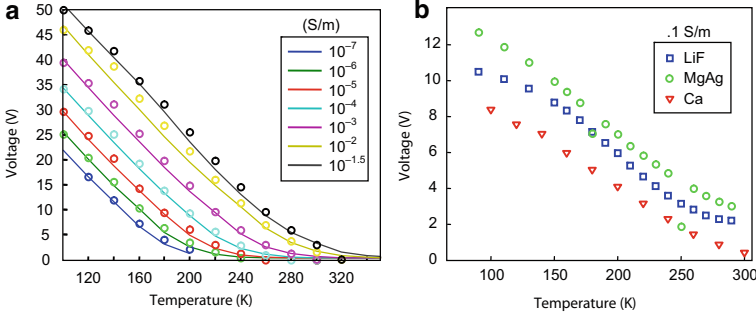 a
(S/m)
10⁻⁷
10⁻⁶
10⁻⁵
10⁻⁴
10⁻³
10⁻²
10⁻¹·⁵
50
45
40
35
30
25
20
15
10
5
0
Voltage (V)
120 160 200 240 280 320
Temperature (K)
b
.1 S/m
LiF
MgAg
Ca
12
10
8
6
4
2
0
Voltage (V)
100 150 200 250 300
Temperature (K)